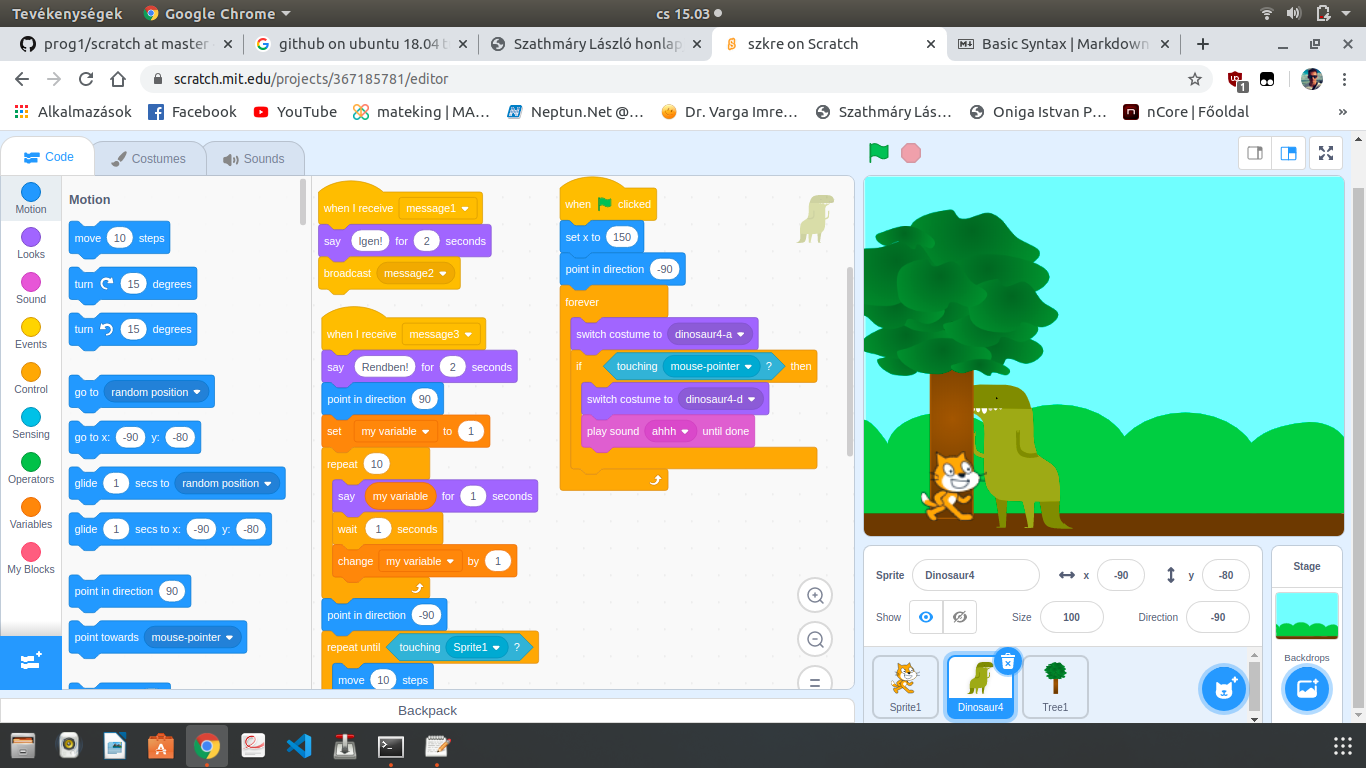 Tevékenységek
Google Chrome
cs 15.03
prog1/scratch at master
github on ubuntu 18.04 t
Szathmáry László honlap
szkre on Scratch
Basic Syntax | Markdown
scratch.mit.edu/projects/367185781/editor
1
Alkalmazások
Facebook
YouTube
mateking | MA…
Neptun.Net @…
Dr. Varga Imre…
Szathmáry Lás…
Oniga Istvan P…
nCore | Főoldal
»
Code
Costumes
Sounds
Motion
Looks
Sound
Events
Control
Sensing
Operators
Variables
My Blocks
Motion
move 10 steps
turn 15 degrees
turn 15 degrees
go to random position
go to x: -90 y: -80
glide 1 secs to random position
glide 1 secs to x: -90 y: -80
point in direction 90
point towards mouse-pointer
when I receive message1
say Igen! for 2 seconds
broadcast message2
when I receive message3
say Rendben! for 2 seconds
point in direction 90
set my variable to 1
repeat 10
say my variable for 1 seconds
wait 1 seconds
change my variable by 1
point in direction -90
repeat until touching Sprite1 ?
move 10 steps
when clicked
set x to 150
point in direction -90
forever
switch costume to dinosaur4-a
if touching mouse-pointer ? then
switch costume to dinosaur4-d
play sound ahhh until done
Backpack
Sprite Dinosaur4 x -90 y -80
Show Size 100 Direction -90
Sprite1
Dinosaur4
Tree1
Stage
Backdrops